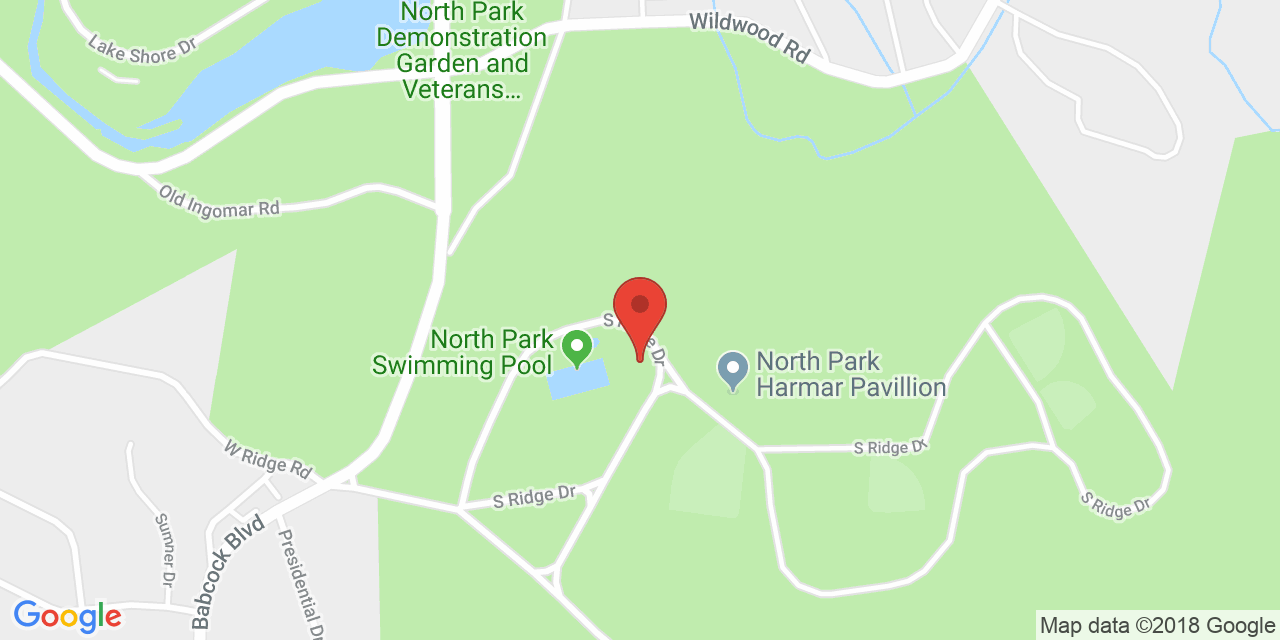 North Park
Demonstration
Garden and
Veterans...
Wildwood Rd
Lake Shore Dr
Old Ingomar Rd
North Park
Swimming Pool
S Dr
North Park
Harmar Pavillion
S Ridge Dr
S Ridge Dr
S Ridge Dr
W Ridge Rd
Babcock Blvd
Sumner Dr
Presidential Dr
Google
Map data ©2018 Google